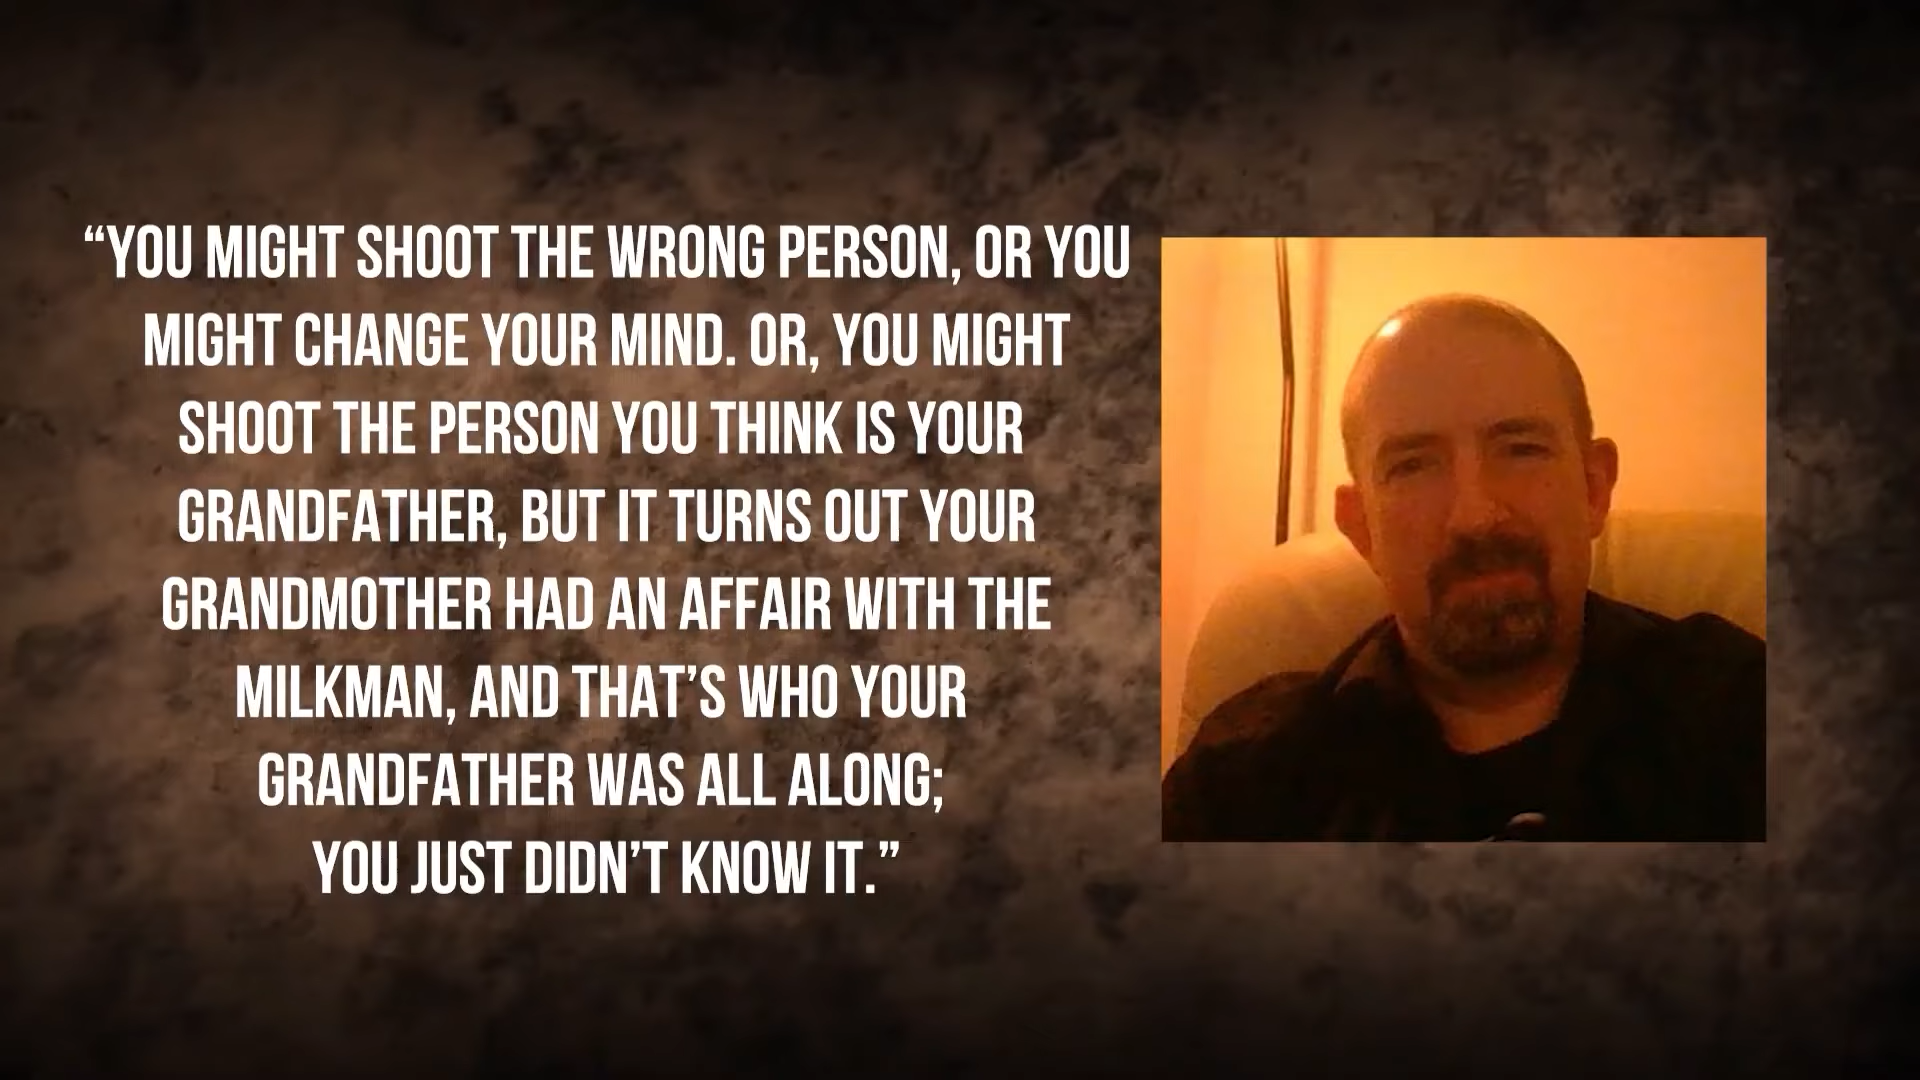 “YOU MIGHT SHOOT THE WRONG PERSON, OR YOU
MIGHT CHANGE YOUR MIND. OR, YOU MIGHT
SHOOT THE PERSON YOU THINK IS YOUR
GRANDFATHER, BUT IT TURNS OUT YOUR
GRANDMOTHER HAD AN AFFAIR WITH THE
MILKMAN, AND THAT’S WHO YOUR
GRANDFATHER WAS ALL ALONG;
YOU JUST DIDN’T KNOW IT.”